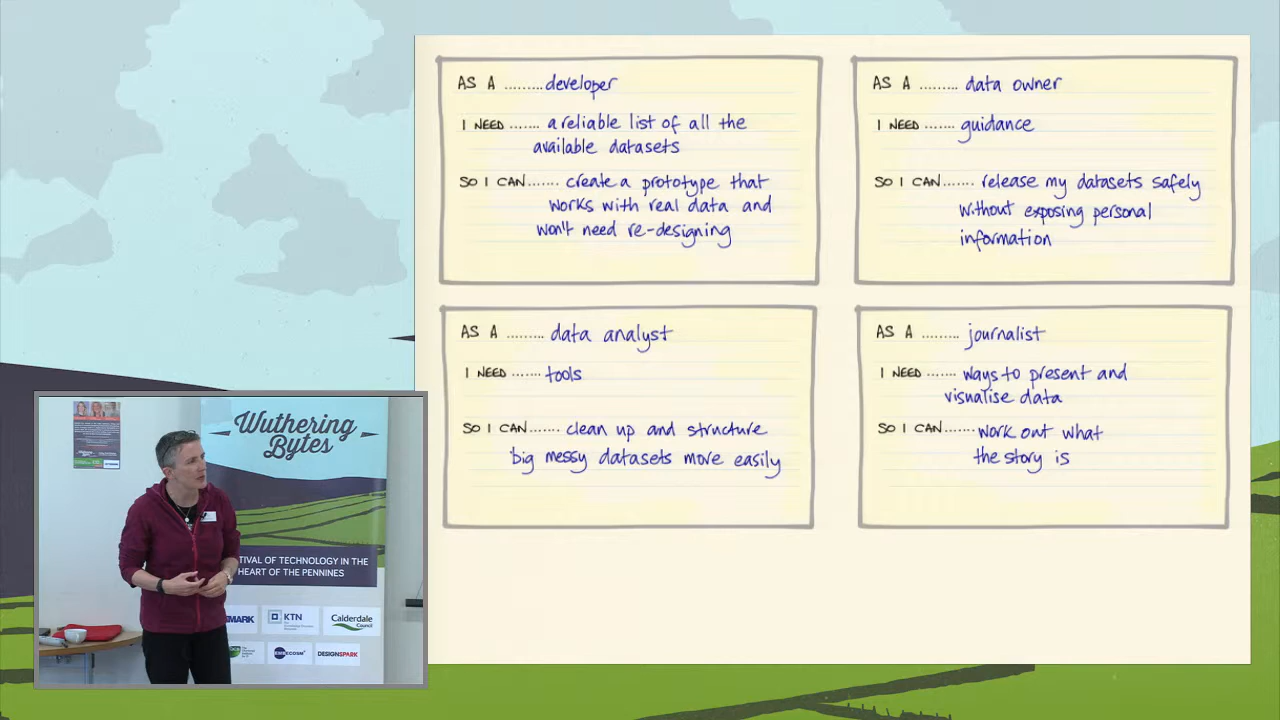 AS A ......... developer
I NEED ....... a reliable list of all the
available datasets
SO I CAN ....... create a prototype that
works with real data and
won't need re-designing
AS A ......... data owner
I NEED ....... guidance
SO I CAN ....... release my datasets safely
without exposing personal
information
AS A ......... data analyst
I NEED ....... tools
SO I CAN ....... clean up and structure
big messy datasets more easily
AS A ......... journalist
I NEED ....... ways to present and
visualise data
SO I CAN ....... work out what
the story is
Wuthering
Bytes
TIVAL OF TECHNOLOGY IN THE
HEART OF THE PENNINES
MARK
KTN
Calderdale
Council
EMBECOSM
DESIGNSPARK